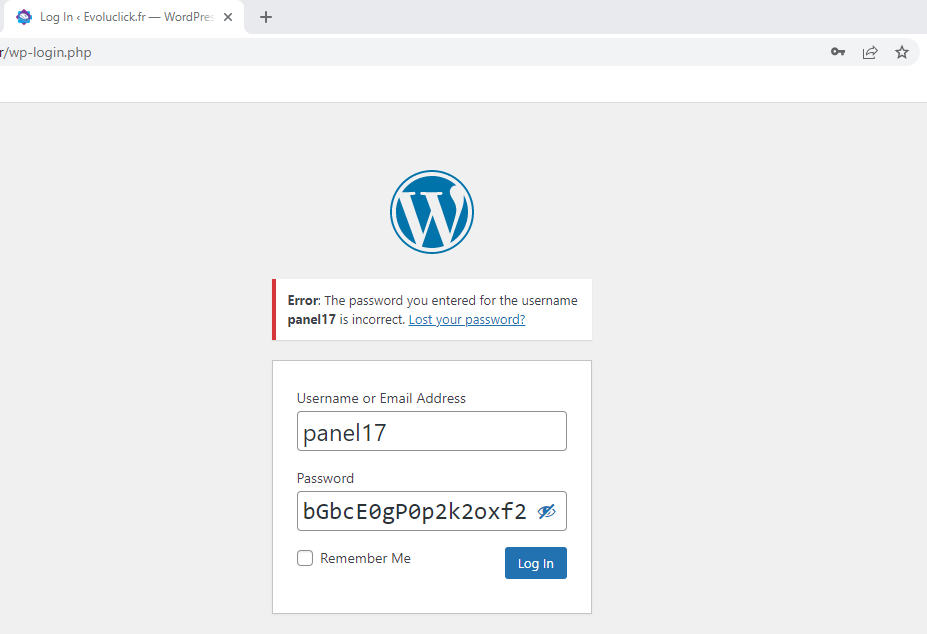 Log In ‹ Evoluclick.fr — WordPres
r/wp-login.php
Error: The password you entered for the username
panel17 is incorrect. Lost your password?
Username or Email Address
panel17
Password
bGbcE0gP0p2k2oxf2
Remember Me
Log In